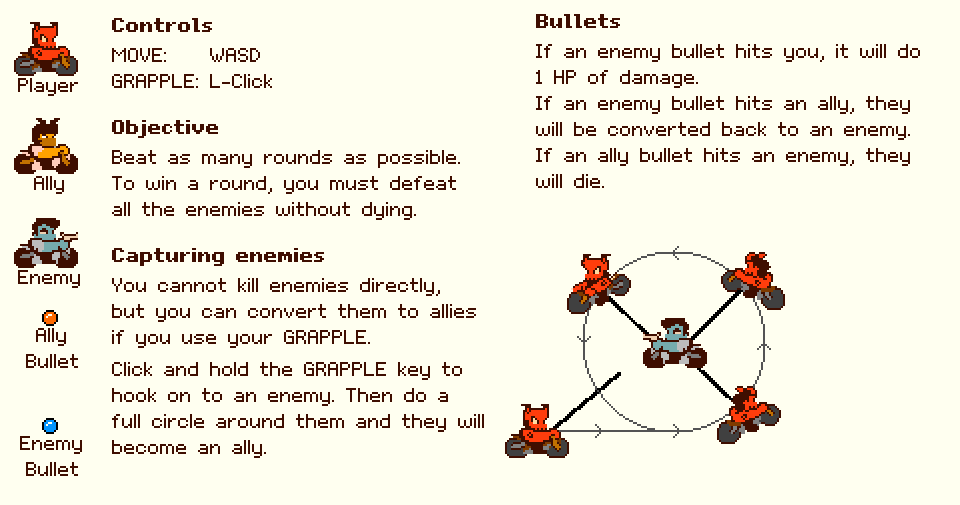 Player
Ally
Enemy
Ally
Bullet
Enemy
Bullet
Controls
MOVE: WASD
GRAPPLE: L-Click
Objective
Beat as many rounds as possible.
To win a round, you must defeat
all the enemies without dying.
Capturing enemies
You cannot kill enemies directly,
but you can convert them to allies
if you use your GRAPPLE.
Click and hold the GRAPPLE key to
hook on to an enemy. Then do a
full circle around them and they will
become an ally.
Bullets
If an enemy bullet hits you, it will do
1 HP of damage.
If an enemy bullet hits an ally, they
will be converted back to an enemy.
If an ally bullet hits an enemy, they
will die.